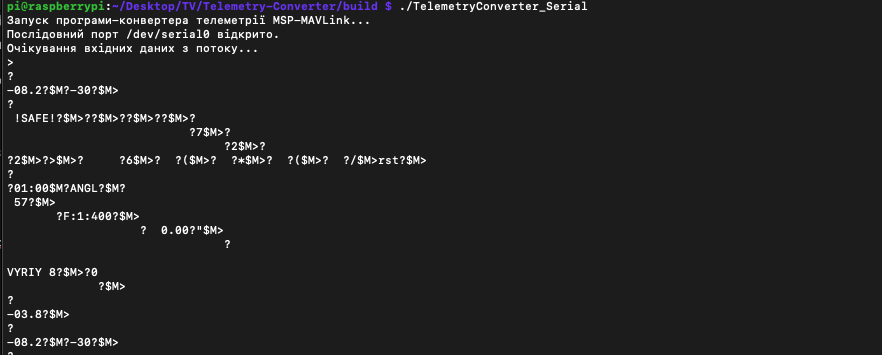 pi@raspberrypi:~/Desktop/TV/Telemetry-Converter/build $ ./TelemetryConverter_Serial
Запуск програми-конвертера телеметрії MSP-MAVLink...
Послідовний порт /dev/serial0 відкрито.
Очікування вхідних даних з потоку...
>
?
-08.2?$M?-30?$M>
?
!SAFE!?$M>??$M>??$M>??$M>?
?7$M>?
?2$M>?
?2$M>?>$M>? ?6$M>? ?($M>? ?*$M>? ?($M>? ?/$M>rst?$M>
?
?01:00$M?ANGL?$M?
57?$M>
?F:1:400?$M>
? 0.00?"$M>
?
VYRIY 8?$M>?0
?$M>
?
-03.8?$M>
?
-08.2?$M?-30?$M>
?